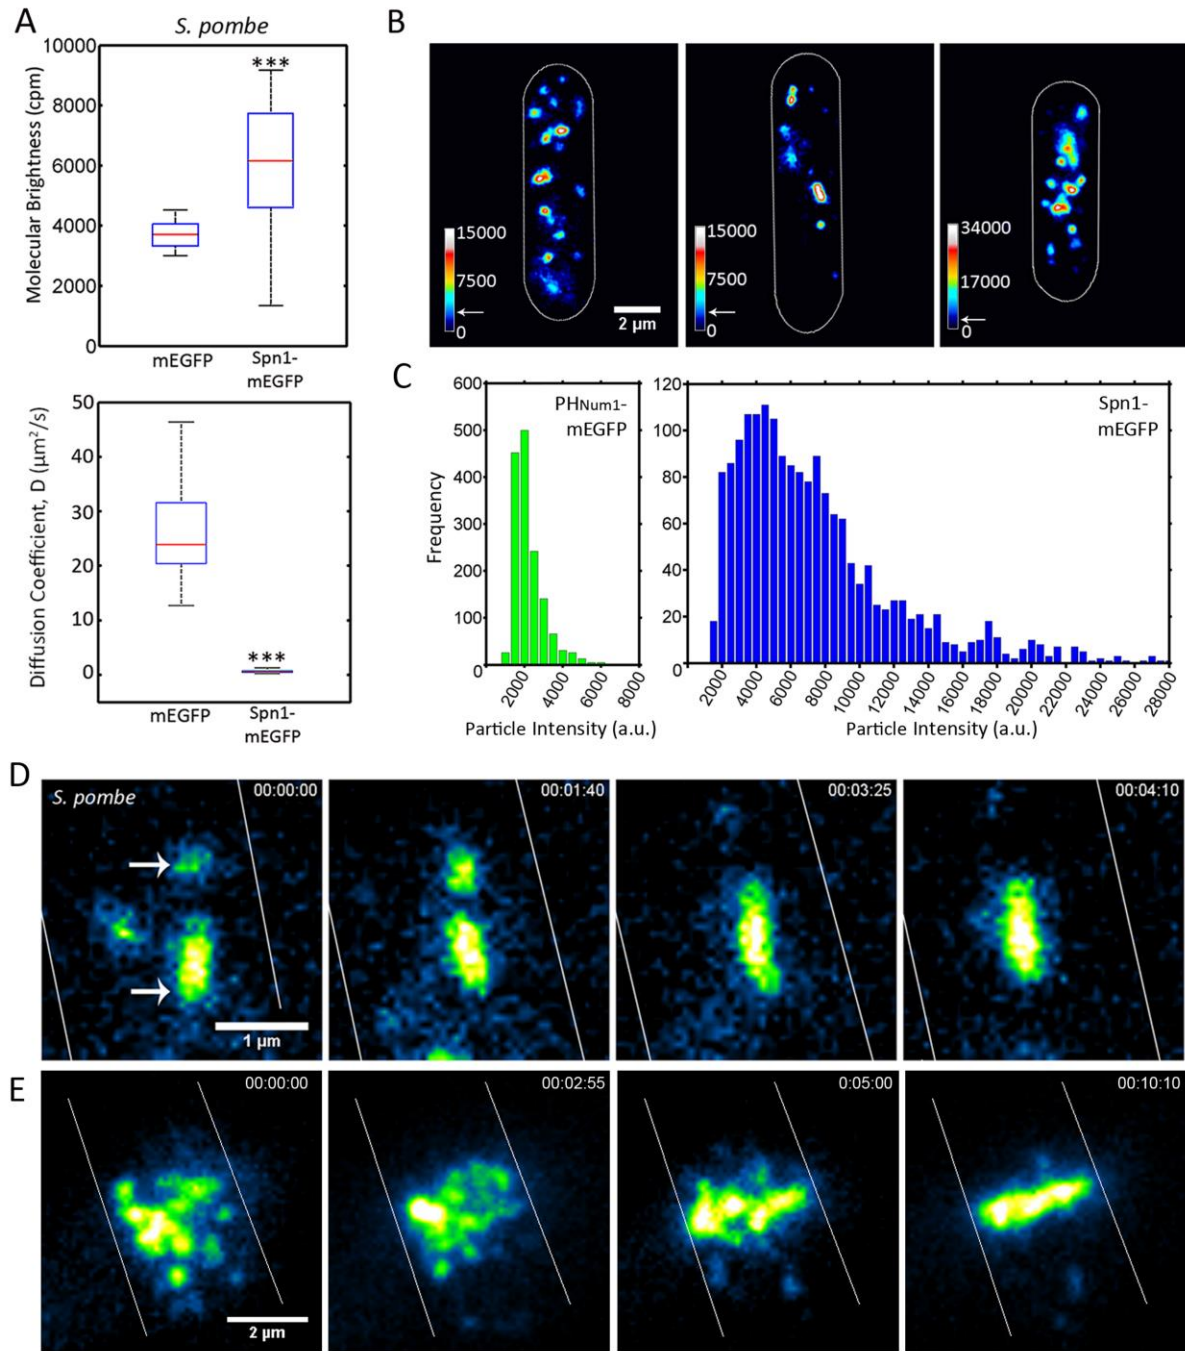 A
S. pombe
Molecular Brightness (cpm)
10000
8000
6000
4000
2000
0
***
mEGFP
Spn1-
mEGFP
Diffusion Coefficient, D (µm²/s)
50
40
30
20
10
0
***
mEGFP
Spn1-
mEGFP
B
15000
7500
0
2 µm
15000
7500
0
34000
17000
0
C
Frequency
600
500
400
300
200
100
0
PHNum1-
mEGFP
2000
4000
6000
8000
Particle Intensity (a.u.)
120
100
80
60
40
20
0
Spn1-
mEGFP
2000
4000
6000
8000
10000
12000
14000
16000
18000
20000
22000
24000
26000
28000
Particle Intensity (a.u.)
D
S. pombe
00:00:00
1 µm
00:01:40
00:03:25
00:04:10
E
00:00:00
2 µm
00:02:55
0:05:00
00:10:10